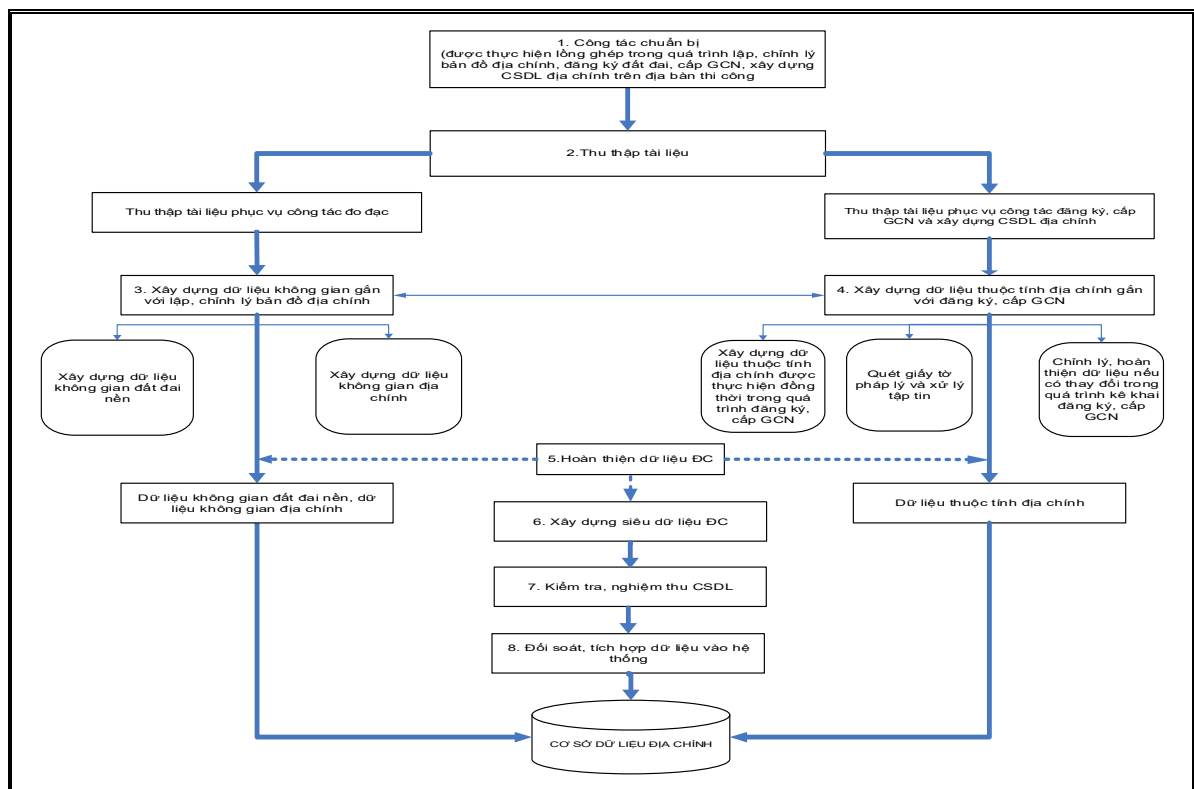 1. Công tác chuẩn bị
(được thực hiện lồng ghép trong quá trình lập, chỉnh lý
bản đồ địa chính, đăng ký đất đai, cấp GCN, xây dựng
CSDL địa chính trên địa bàn thi công
2.Thu thập tài liệu
Thu thập tài liệu phục vụ công tác đo đạc
Thu thập tài liệu phục vụ công tác đăng ký, cấp
GCN và xây dựng CSDL địa chính
3. Xây dựng dữ liệu không gian gắn
với lập, chỉnh lý bản đồ địa chính
4. Xây dựng dữ liệu thuộc tính địa chính gắn
với đăng ký, cấp GCN
Xây dựng dữ liệu
không gian đất đai
nền
Xây dựng dữ liệu
không gian địa
chính
Xây dựng dữ
liệu thuộc tính
địa chính được
thực hiện đồng
thời trong quá
trình đăng ký,
cấp GCN
Quét giấy tờ
pháp lý và xử lý
tập tin
Chỉnh lý, hoàn
thiện dữ liệu nếu
có thay đổi trong
quá trình kê khai
đăng ký, cấp
GCN
5.Hoàn thiện dữ liệu ĐC
Dữ liệu không gian đất đai nền, dữ
liệu không gian địa chính
6. Xây dựng siêu dữ liệu ĐC
Dữ liệu thuộc tính địa chính
7. Kiểm tra, nghiệm thu CSDL
8. Đối soát, tích hợp dữ liệu vào hệ
thống
CƠ SỞ DỮ LIỆU ĐỊA CHÍNH